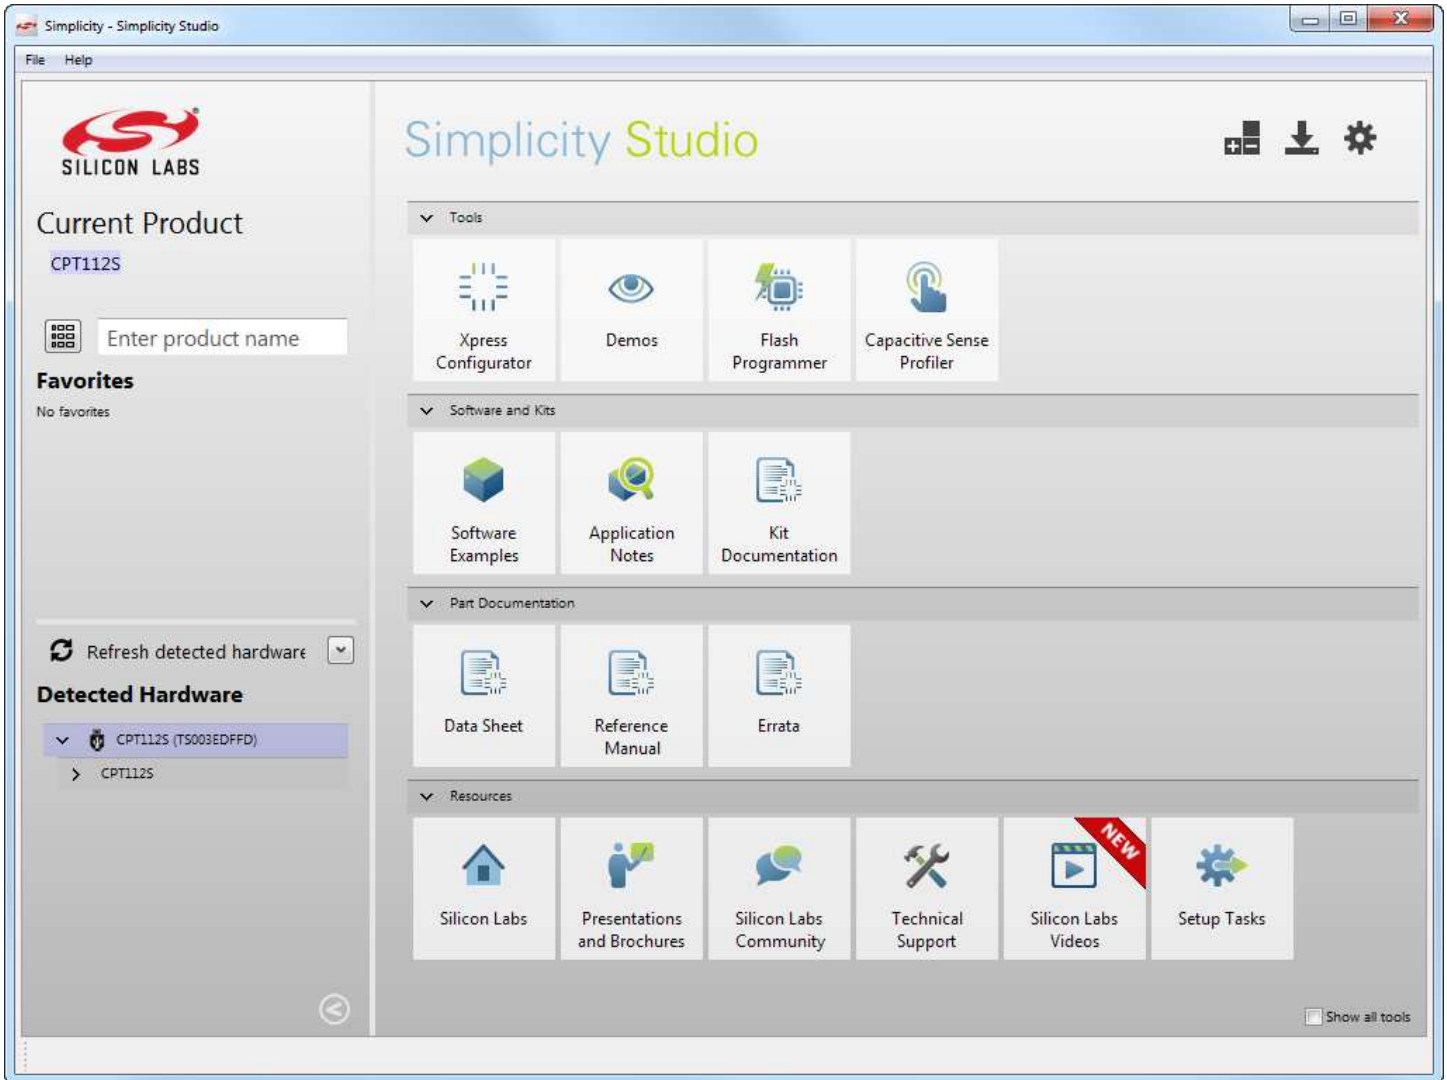 Simplicity - Simplicity Studio
File Help
SILICON LABS
Simplicity Studio
Current Product
CPT112S
Enter product name
Favorites
No favorites
Refresh detected hardware
Detected Hardware
CPT112S (TS003EDFFD)
CPT112S
Tools
Xpress
Configurator
Demos
Flash
Programmer
Capacitive Sense
Profiler
Software and Kits
Software
Examples
Application
Notes
Kit
Documentation
Part Documentation
Data Sheet
Reference
Manual
Errata
Resources
Silicon Labs
Presentations
and Brochures
Silicon Labs
Community
Technical
Support
NEW
Silicon Labs
Videos
Setup Tasks
Show all tools